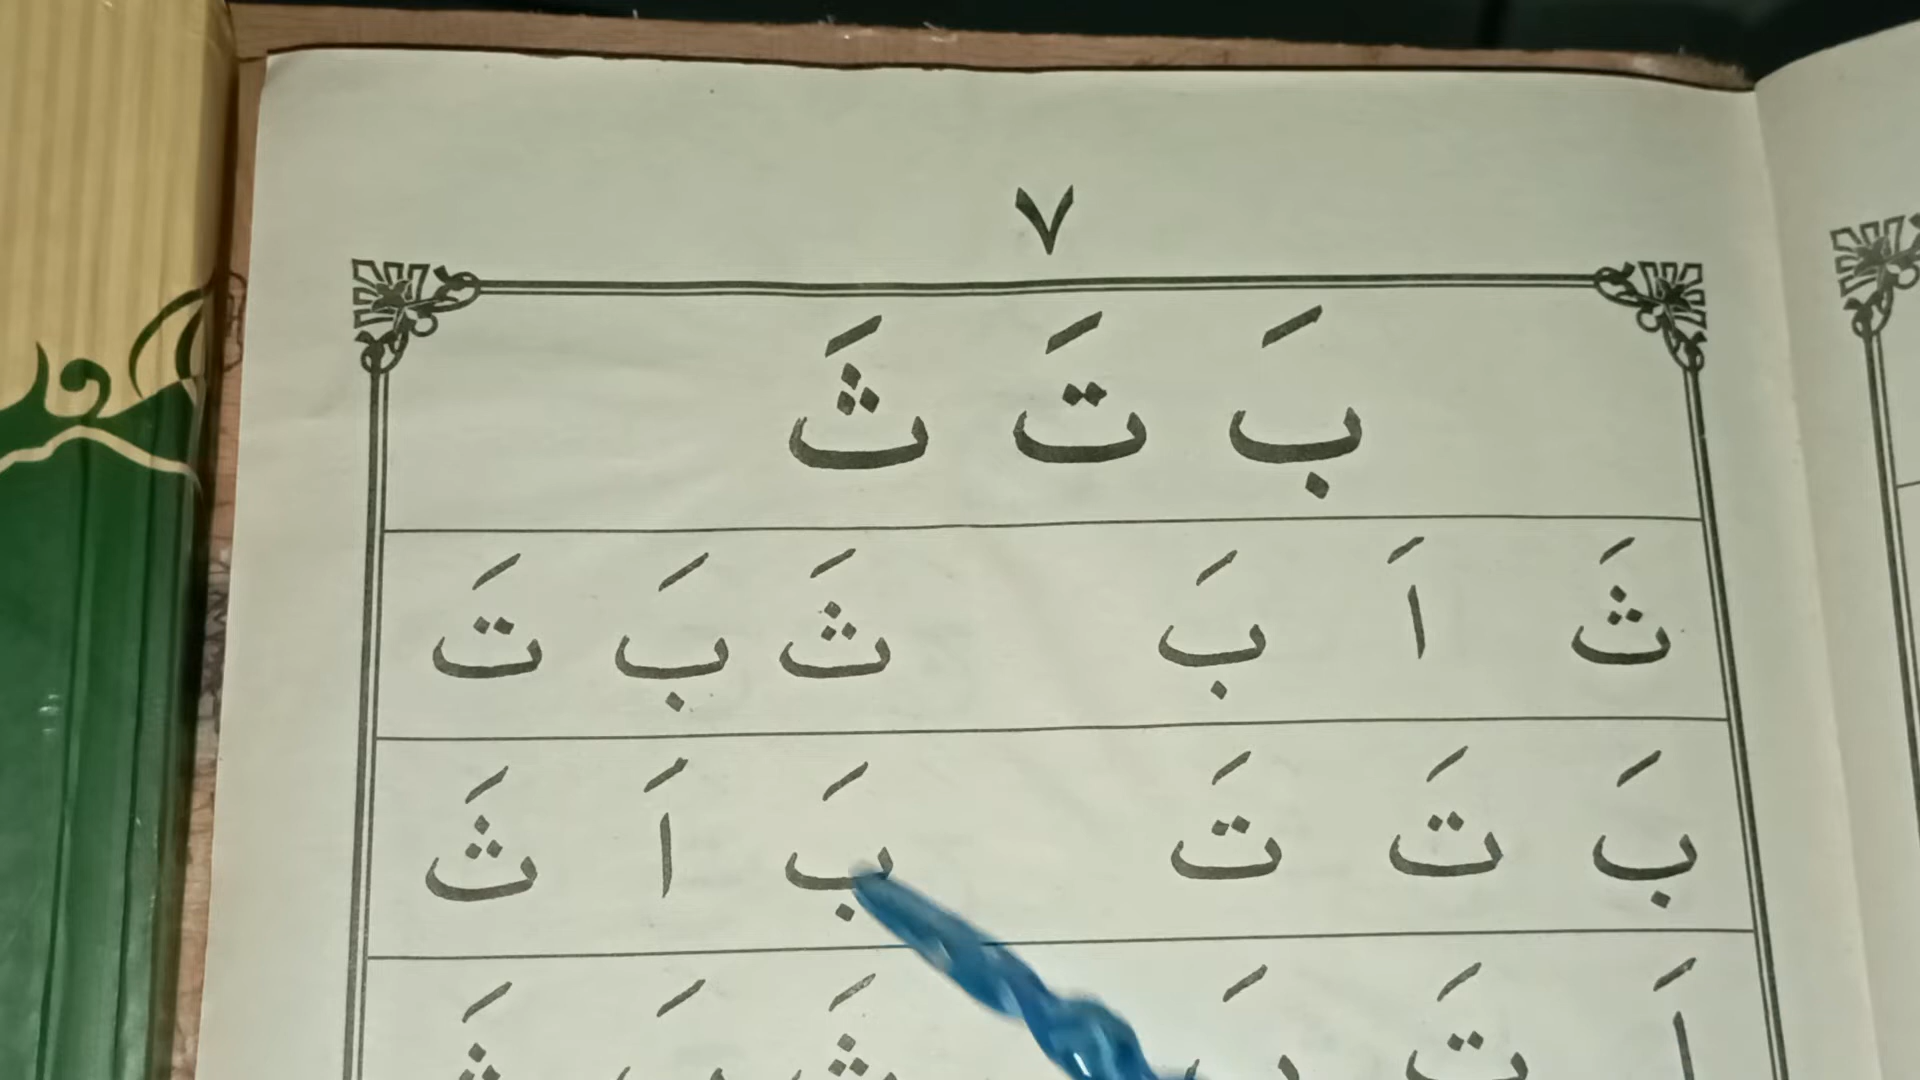 ٧
بَ تَ ثَ
ثَ اَ بَ ثَ بَ تَ
بَ تَ تَ بَ اَ ثَ
اَ تَ بَ ثَ بَ ثَ